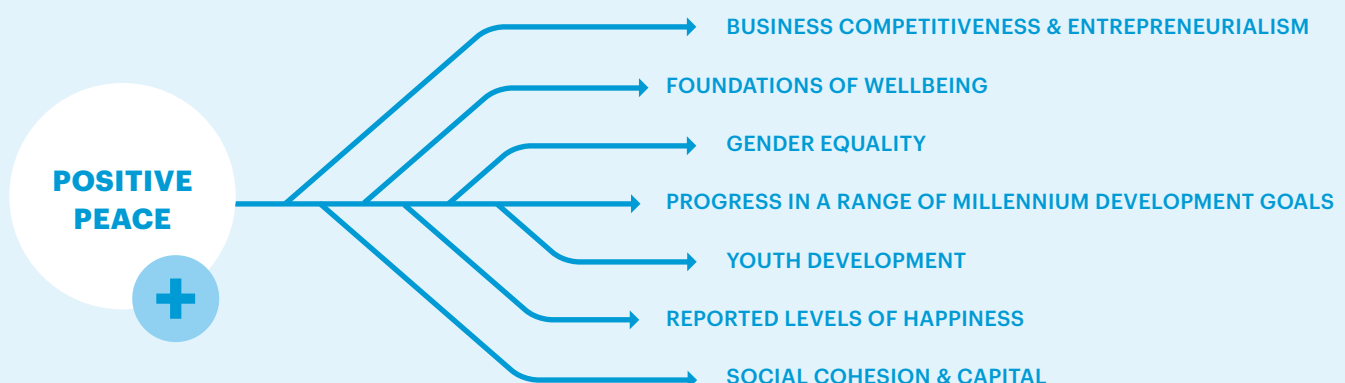 POSITIVE
PEACE
BUSINESS COMPETITIVENESS & ENTREPRENEURIALISM
FOUNDATIONS OF WELLBEING
GENDER EQUALITY
PROGRESS IN A RANGE OF MILLENNIUM DEVELOPMENT GOALS
YOUTH DEVELOPMENT
REPORTED LEVELS OF HAPPINESS
SOCIAL COHESION & CAPITAL